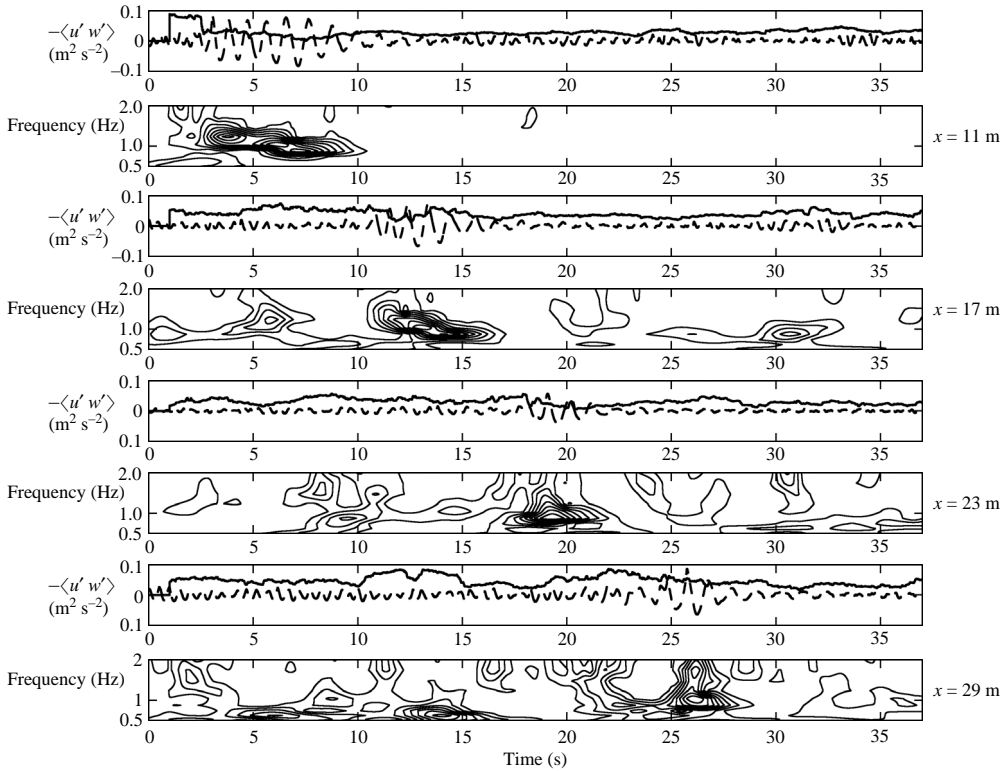 0.1
−⟨u′ w′⟩ 0
(m² s⁻²)
−0.1
0 5 10 15 20 25 30 35
2.0
Frequency (Hz)
1.0 x = 11 m
0.5
0 5 10 15 20 25 30 35
0.1
−⟨u′ w′⟩ 0
(m² s⁻²)
−0.1
0 5 10 15 20 25 30 35
2.0
Frequency (Hz) x = 17 m
1.0
0.5
0 5 10 15 20 25 30 35
0.1
−⟨u′ w′⟩ 0
(m² s⁻²)
0.1
0 5 10 15 20 25 30 35
2.0
Frequency (Hz) x = 23 m
1.0
0.5
0 5 10 15 20 25 30 35
0.1
−⟨u′ w′⟩ 0
(m² s⁻²)
0.1
0 5 10 15 20 25 30 35
2
Frequency (Hz) x = 29 m
1
0.5
0 5 10 15 20 25 30 35
Time (s)